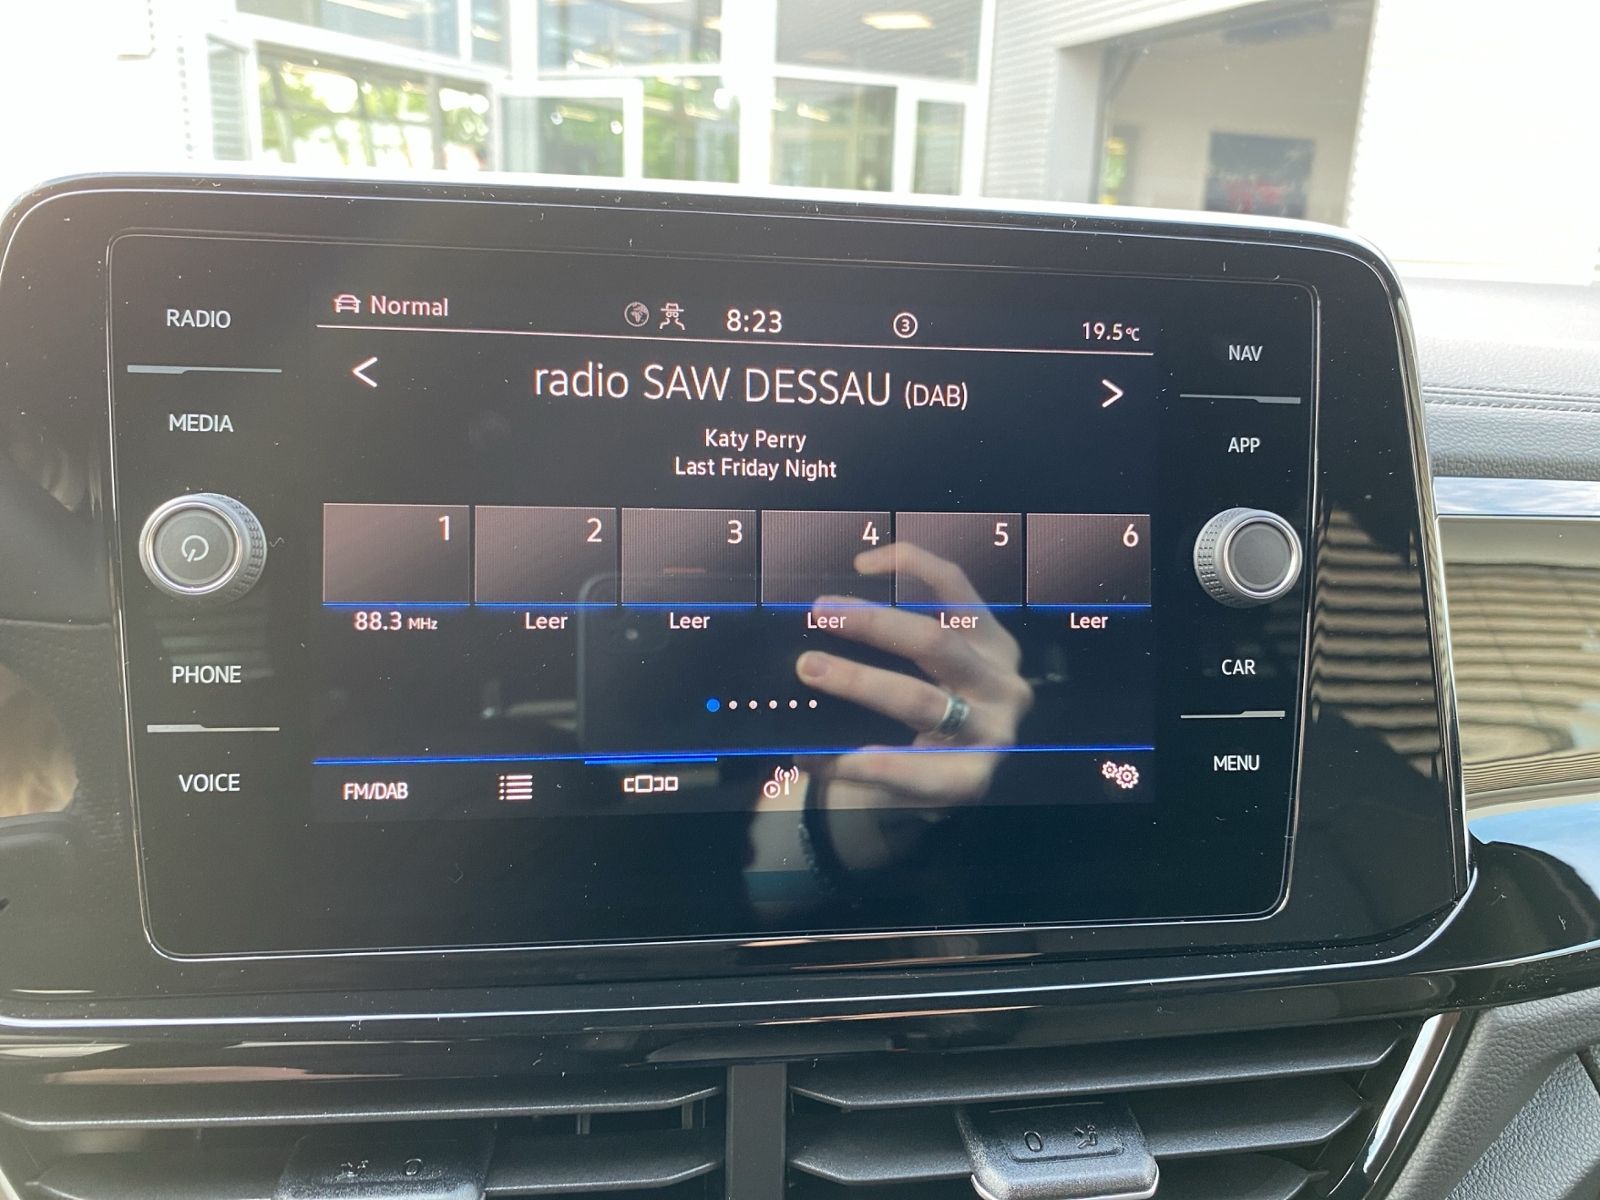 RADIO
MEDIA
PHONE
VOICE
Normal
8:23
3
19.5°C
< radio SAW DESSAU (DAB) >
Katy Perry
Last Friday Night
1 2 3 4 5 6
88.3 MHz Leer Leer Leer Leer Leer
FM/DAB
NAV
APP
CAR
MENU
0
0